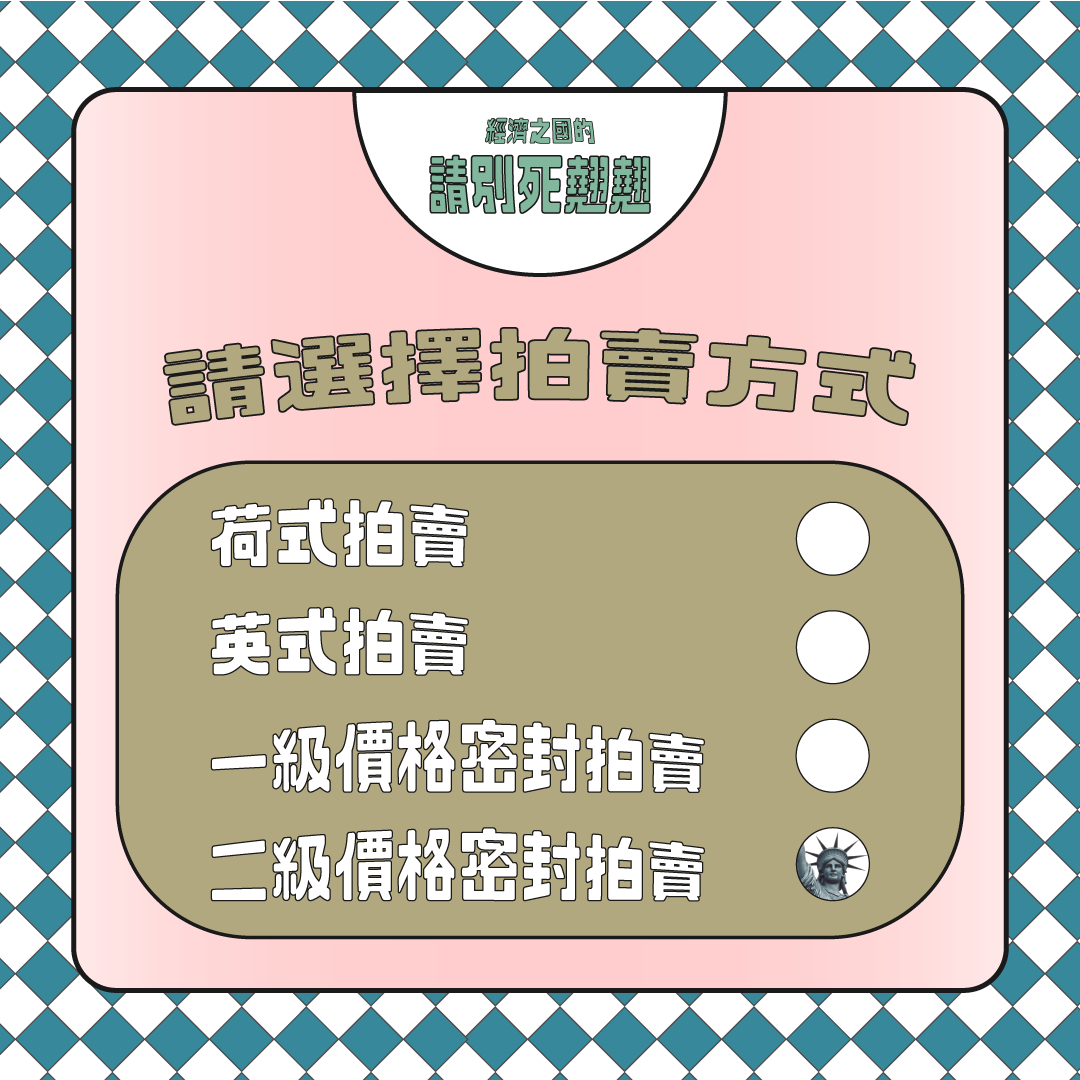 經濟之國的
請別死翹翹
請選擇拍賣方式
荷式拍賣
英式拍賣
一級價格密封拍賣
二級價格密封拍賣